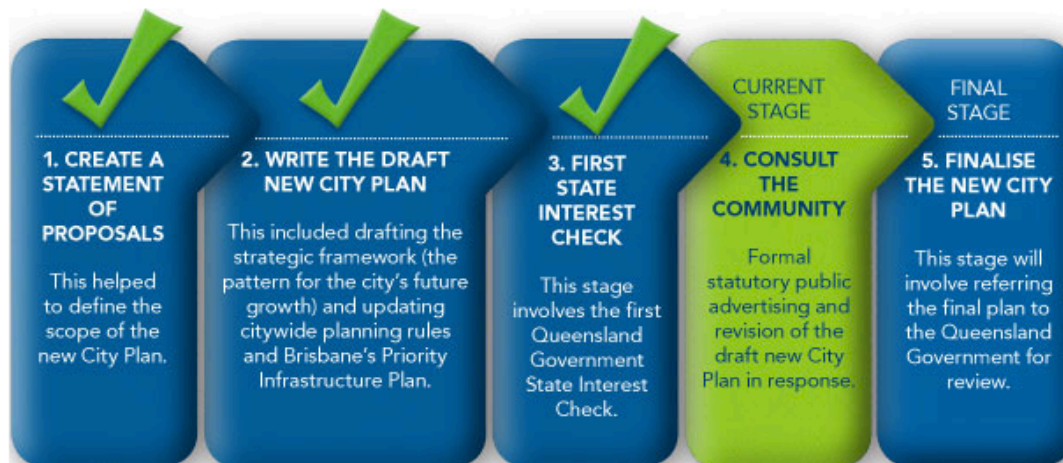 1. CREATE A
STATEMENT
OF
PROPOSALS
This helped
to define the
scope of the
new City Plan.
2. WRITE THE DRAFT
NEW CITY PLAN
This included drafting the
strategic framework (the
pattern for the city's future
growth) and updating
citywide planning rules
and Brisbane's Priority
Infrastructure Plan.
3. FIRST
STATE
INTEREST
CHECK
This stage
involves the first
Queensland
Government
State Interest
Check.
CURRENT
STAGE
4. CONSULT
THE
COMMUNITY
Formal
statutory public
advertising and
revision of the
draft new City
Plan in response.
FINAL
STAGE
5. FINALISE
THE NEW CITY
PLAN
This stage will
involve referring
the final plan to
the Queensland
Government for
review.